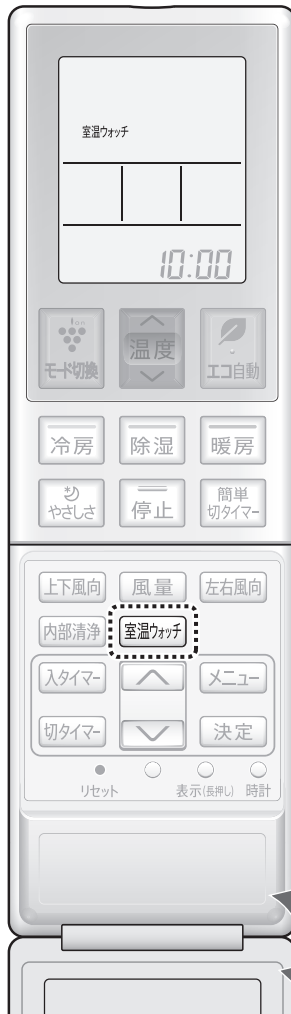 室温ウォッチ
10:00
ion
モード切換
温度
エコ自動
冷房
除湿
暖房
やさしさ
停止
簡単
切タイマー
上下風向
風量
左右風向
内部清浄
室温ウォッチ
入タイマー
メニュー
切タイマー
決定
リセット
表示(長押し)
時計